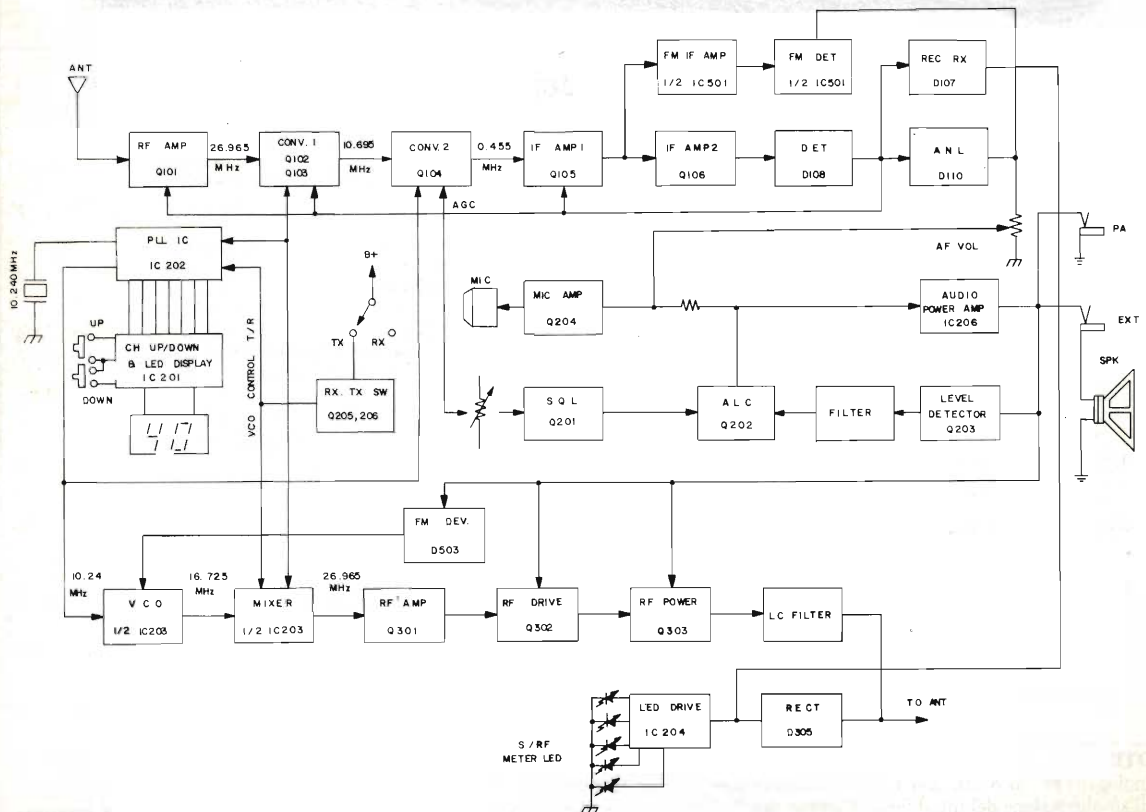 ANT
RF AMP
Q101
26.965
MHz
CONV. 1
Q102
Q103
10.695
MHz
CONV. 2
Q104
0.455
MHz
IF AMP1
Q105
FM IF AMP
1/2 IC501
FM DET
1/2 IC501
REC RX
D107
IF AMP2
Q106
DET
D108
ANL
D110
AGC
10.240MHz
PLL IC
IC 202
UP
DOWN
CH UP/DOWN
& LED DISPLAY
IC201
VCO CONTROL T/R
B+
TX
RX
RX. TX SW
Q205,206
MIC
MIC AMP
Q204
AF VOL
AUDIO
POWER AMP
IC206
PA
EXT
SPK
SQL
Q201
ALC
Q202
FILTER
LEVEL
DETECTOR
Q203
FM DEV.
D503
10.24
MHz
VCO
1/2 IC203
16.725
MHz
MIXER
1/2 IC203
26.965
MHz
RF AMP
Q301
RF DRIVE
Q302
RF POWER
Q303
LC FILTER
S/RF
METER LED
LED DRIVE
IC204
RECT
D305
TO ANT